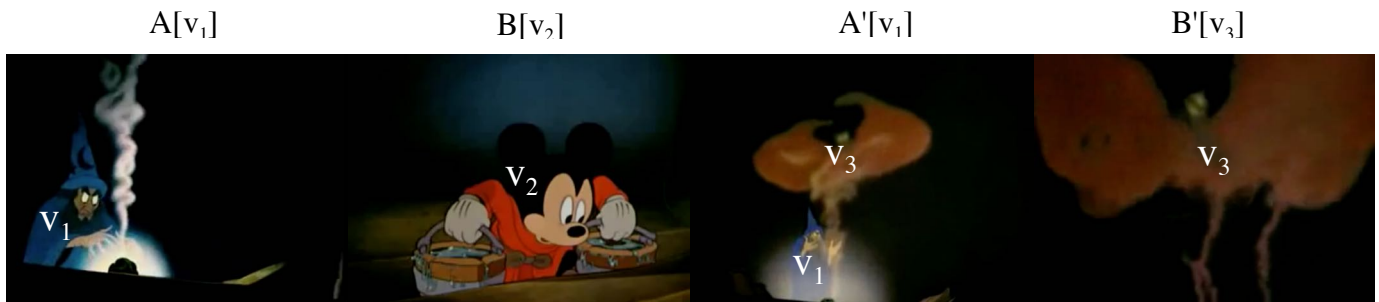 A[v₁] B[v₂] A'[v₁] B'[v₃]
v₁ v₂ v₃ v₁ v₃